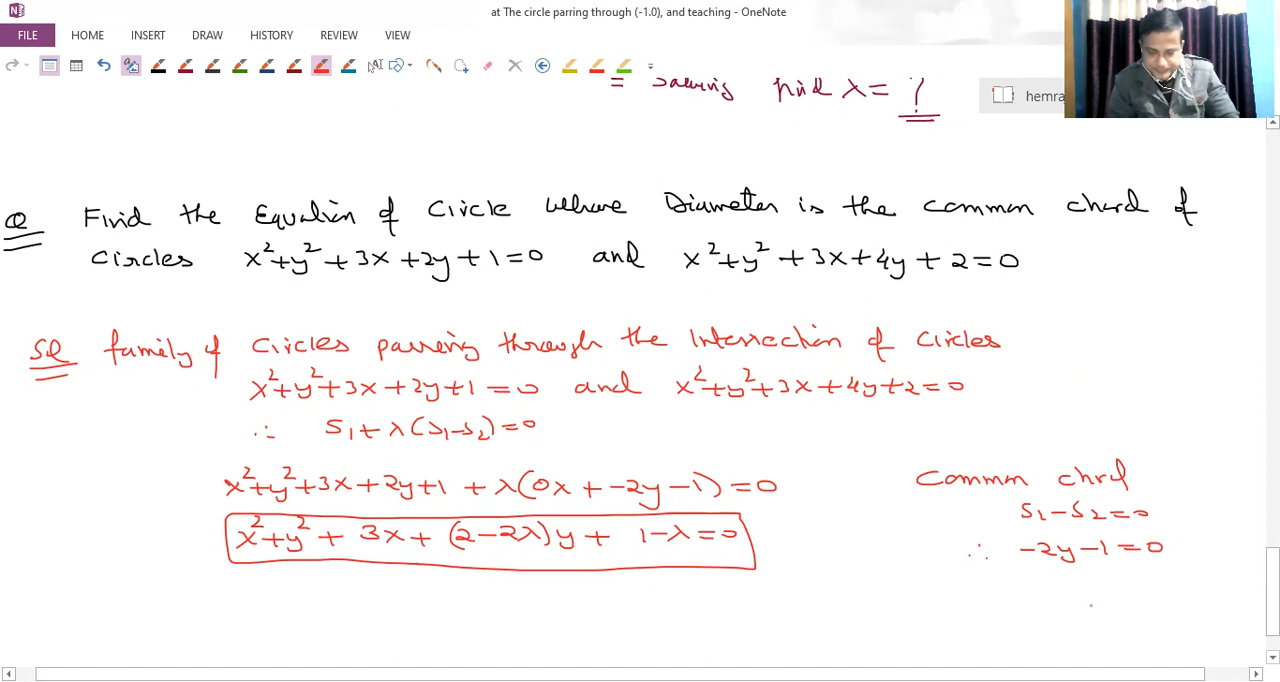 at The circle parring through (-1.0), and teaching - OneNote
FILE HOME INSERT DRAW HISTORY REVIEW VIEW
= Solving find λ = ?
hemra
Q Find the Equation of Circle whose Diameter is the common chord of
circles x²+y²+3x+2y+1=0 and x²+y²+3x+4y+2=0
Sol family of Circles passing through the Intersection of Circles
x²+y²+3x+2y+1=0 and x²+y²+3x+4y+2=0
∴ S₁+λ(S₁-S₂)=0
x²+y²+3x+2y+1+λ(0x+-2y-1)=0
x²+y²+3x+(2-2λ)y+1-λ=0
Common chrd
S₁-S₂=0
∴ -2y-1=0